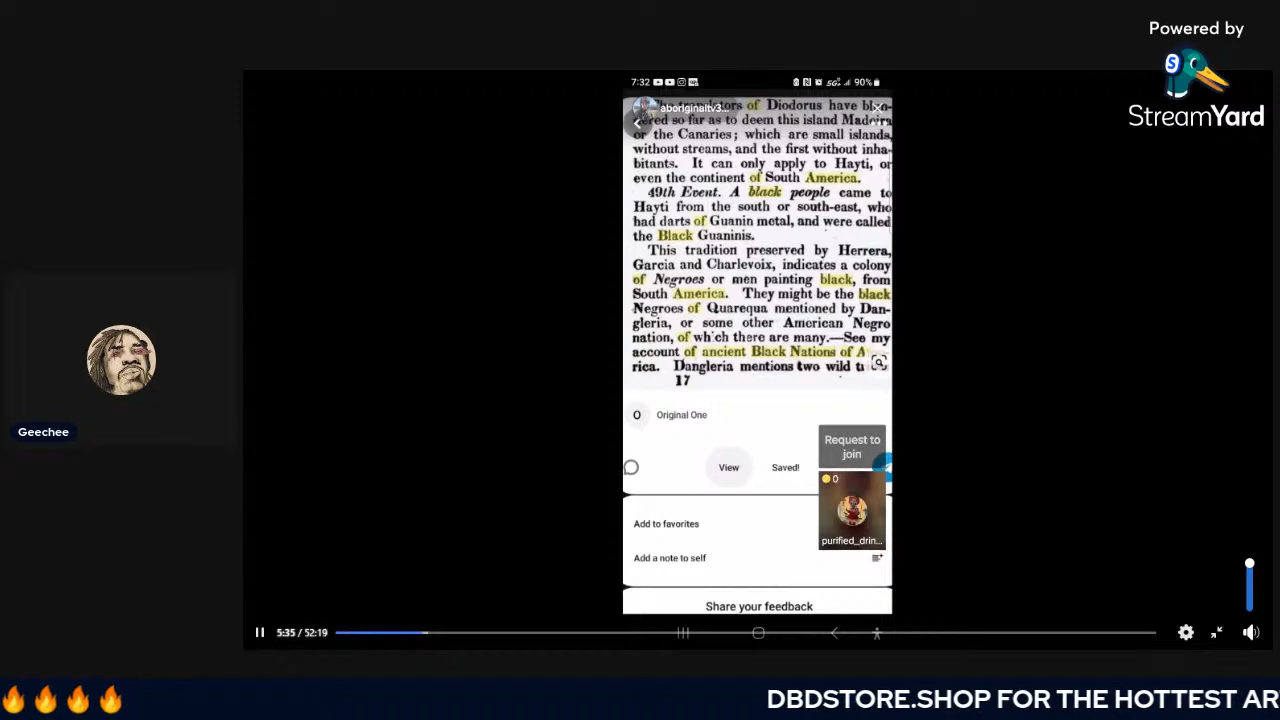 Powered by
StreamYard
7:32
5G
90%
aboriginaltv3...
of Diodorus have
so far as to deem this island Madeira
or the Canaries; which are small islands,
without streams, and the first without inha-
bitants. It can only apply to Hayti, or
even the continent of South America.
49th Event. A black people came to
Hayti from the south or south-east, who
had darts of Guanin metal, and were called
the Black Guaninis.
This tradition preserved by Herrera,
Garcia and Charlevoix, indicates a colony
of Negroes or men painting black, from
South America. They might be the black
Negroes of Quarequa mentioned by Dan-
gleria, or some other American Negro
nation, of which there are many.—See my
account of ancient Black Nations of A
rica. Dangleria mentions two wild
17
O Original One
Request to
join
View
Saved!
0
purified_drin...
Add to favorites
Add a note to self
Share your feedback
Geechee
5:35 / 52:19
DBDSTORE.SHOP FOR THE HOTTEST AR